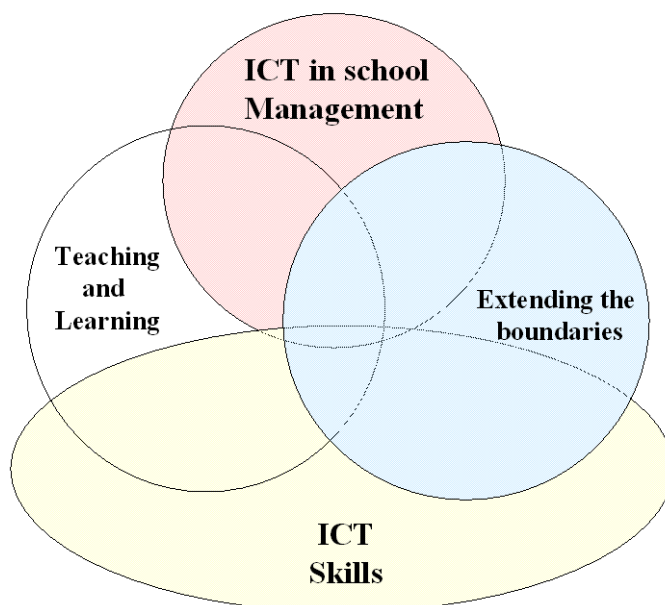 ICT in school
Management
Teaching
and
Learning
Extending the
boundaries
ICT
Skills